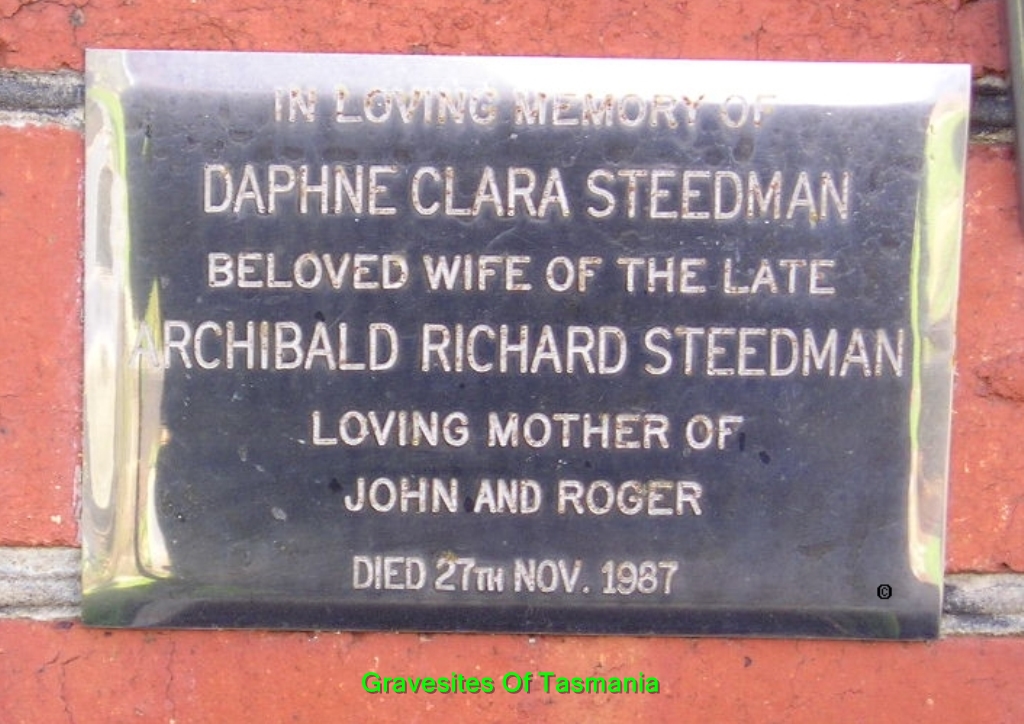 IN LOVING MEMORY OF
DAPHNE CLARA STEEDMAN
BELOVED WIFE OF THE LATE
ARCHIBALD RICHARD STEEDMAN
LOVING MOTHER OF
JOHN AND ROGER
DIED 27TH NOV. 1987
©
Gravesites Of Tasmania